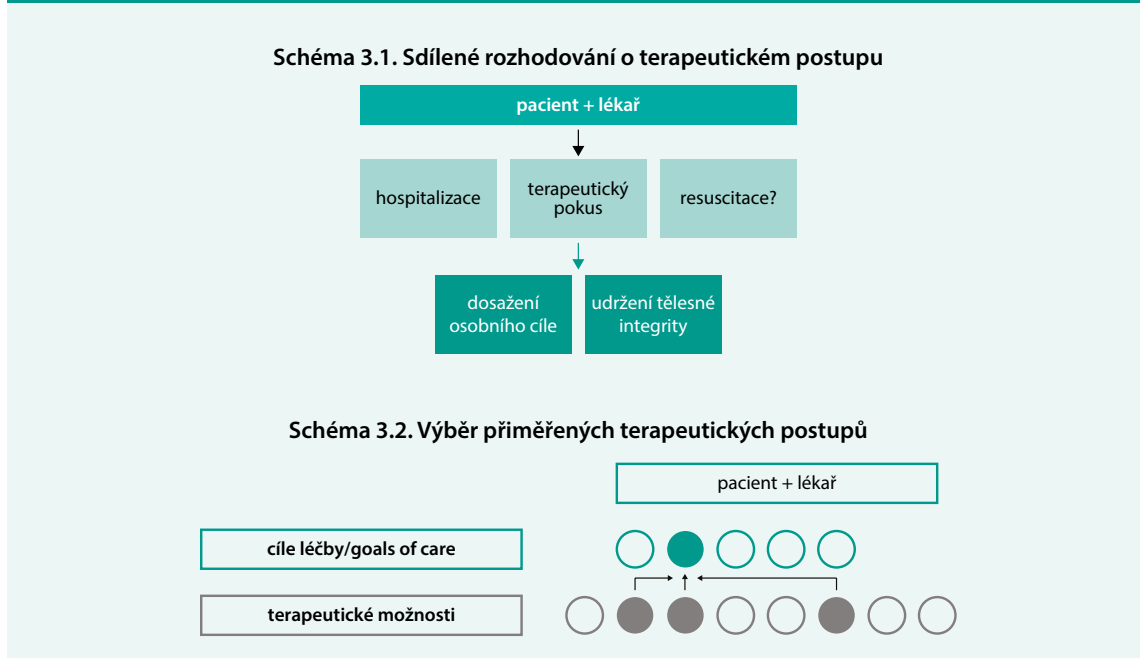 Schéma 3.1. Sdílené rozhodování o terapeutickém postupu
pacient + lékař
hospitalizace
terapeutický
pokus
resuscitace?
dosažení
osobního cíle
udržení tělesné
integrity
Schéma 3.2. Výběr přiměřených terapeutických postupů
pacient + lékař
cíle léčby/goals of care
terapeutické možnosti